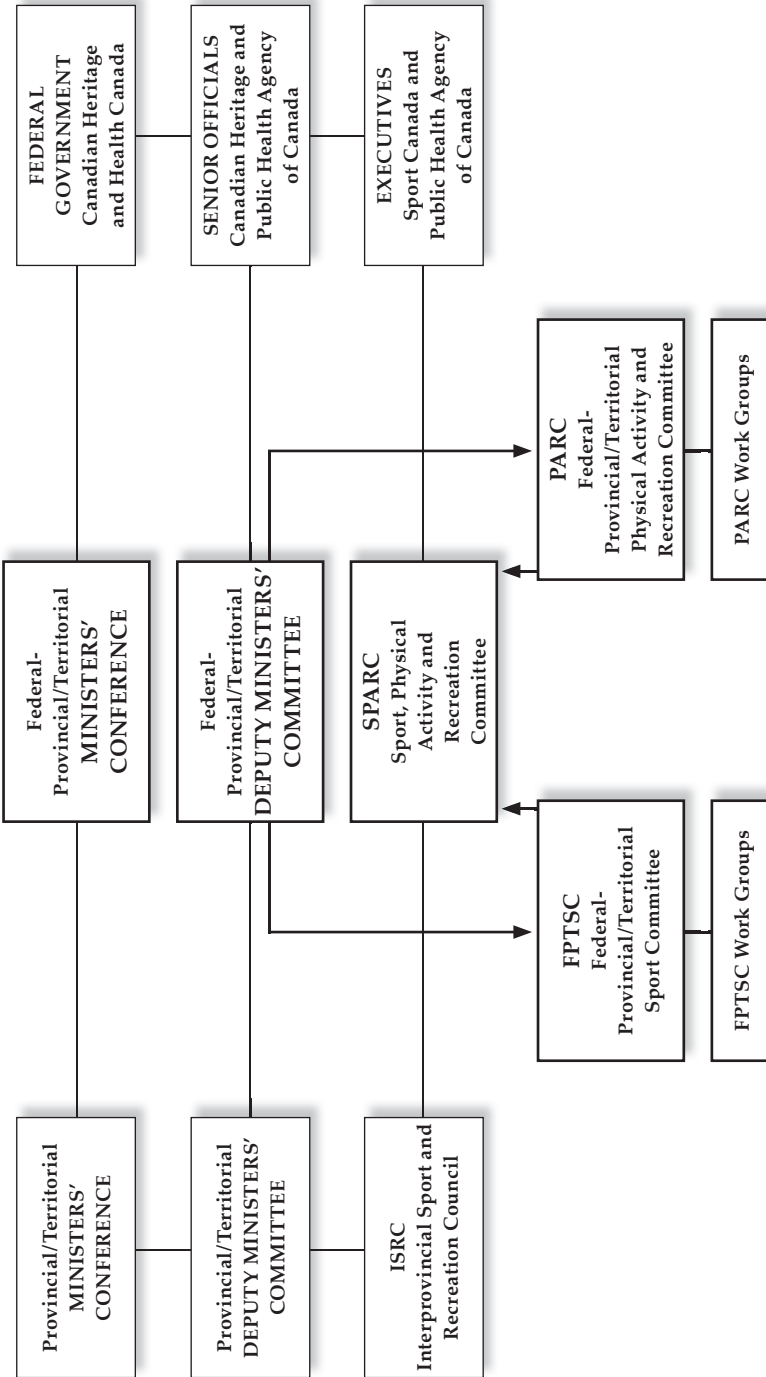 Provincial/Territorial
MINISTERS'
CONFERENCE
Federal-
Provincial/Territorial
MINISTERS'
CONFERENCE
FEDERAL
GOVERNMENT
Canadian Heritage
and Health Canada
Provincial/Territorial
DEPUTY MINISTERS'
COMMITTEE
Federal-
Provincial/Territorial
DEPUTY MINISTERS'
COMMITTEE
SENIOR OFFICIALS
Canadian Heritage and
Public Health Agency
of Canada
ISRC
Interprovincial Sport and
Recreation Council
SPARC
Sport, Physical
Activity and
Recreation
Committee
EXECUTIVES
Sport Canada and
Public Health Agency
of Canada
FPTSC
Federal-
Provincial/Territorial
Sport Committee
PARC
Federal-
Provincial/Territorial
Physical Activity and
Recreation Committee
FPTSC Work Groups
PARC Work Groups